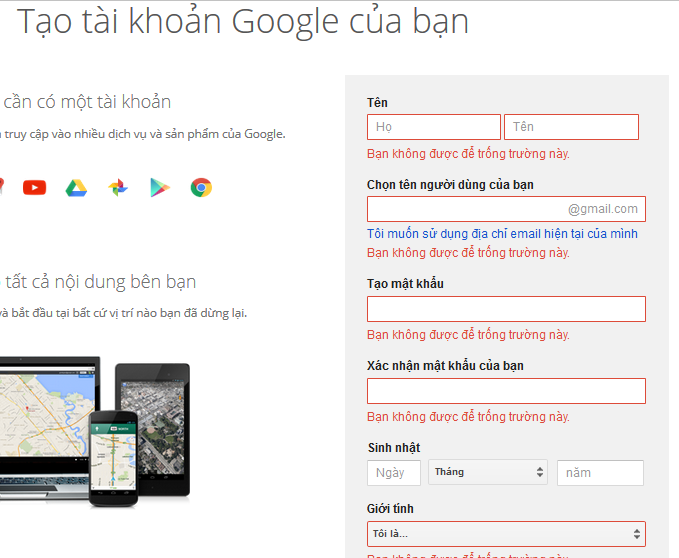 Tạo tài khoản Google của bạn
cần có một tài khoản
truy cập vào nhiều dịch vụ và sản phẩm của Google.
tất cả nội dung bên bạn
và bắt đầu tại bất cứ vị trí nào bạn đã dừng lại.
Tên
Họ Tên
Bạn không được để trống trường này.
Chọn tên người dùng của bạn
@gmail.com
Tôi muốn sử dụng địa chỉ email hiện tại của mình
Bạn không được để trống trường này.
Tạo mật khẩu
Bạn không được để trống trường này.
Xác nhận mật khẩu của bạn
Bạn không được để trống trường này.
Sinh nhật
Ngày Tháng năm
Giới tính
Tôi là...